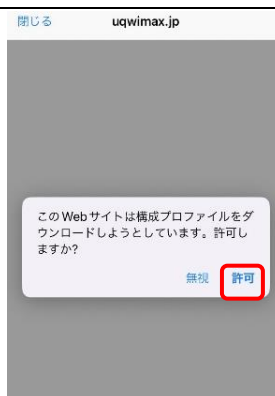 閉じる uqwimax.jp
このWebサイトは構成プロファイルをダ
ウンロードしようとしています。許可し
ますか?
無視 許可